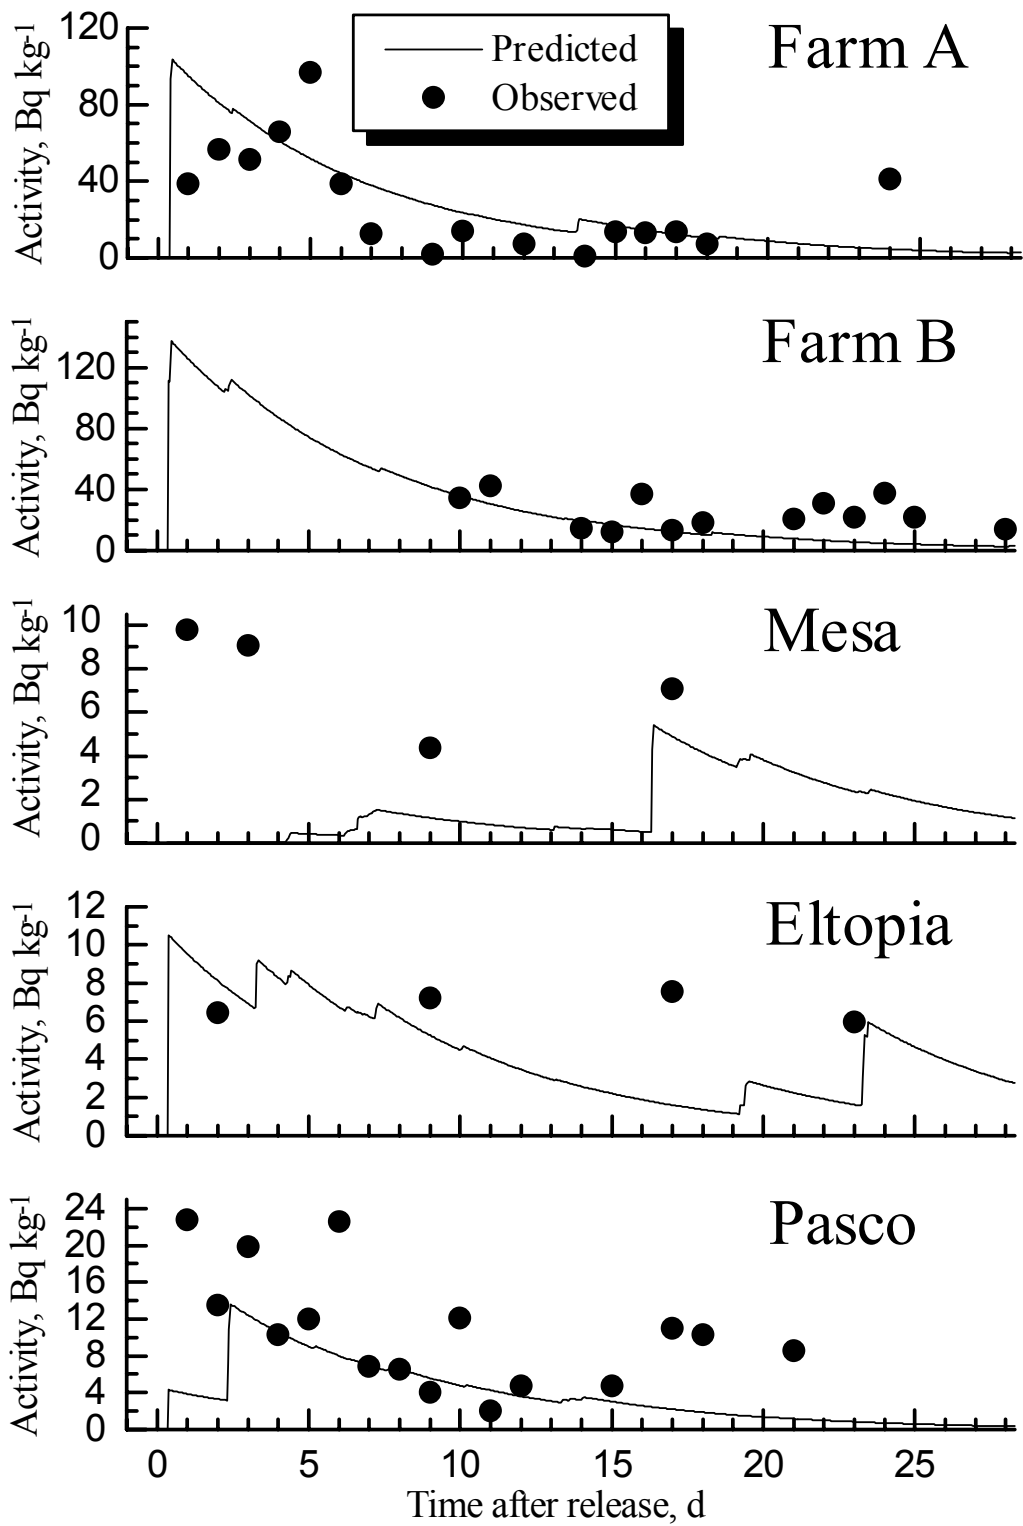 Predicted
Observed
Farm A
Activity, Bq kg-1
120
80
40
0
Farm B
Activity, Bq kg-1
120
80
40
0
Mesa
Activity, Bq kg-1
10
8
6
4
2
0
Eltopia
Activity, Bq kg-1
12
10
8
6
4
2
0
Pasco
Activity, Bq kg-1
24
20
16
12
8
4
0
0 5 10 15 20 25
Time after release, d